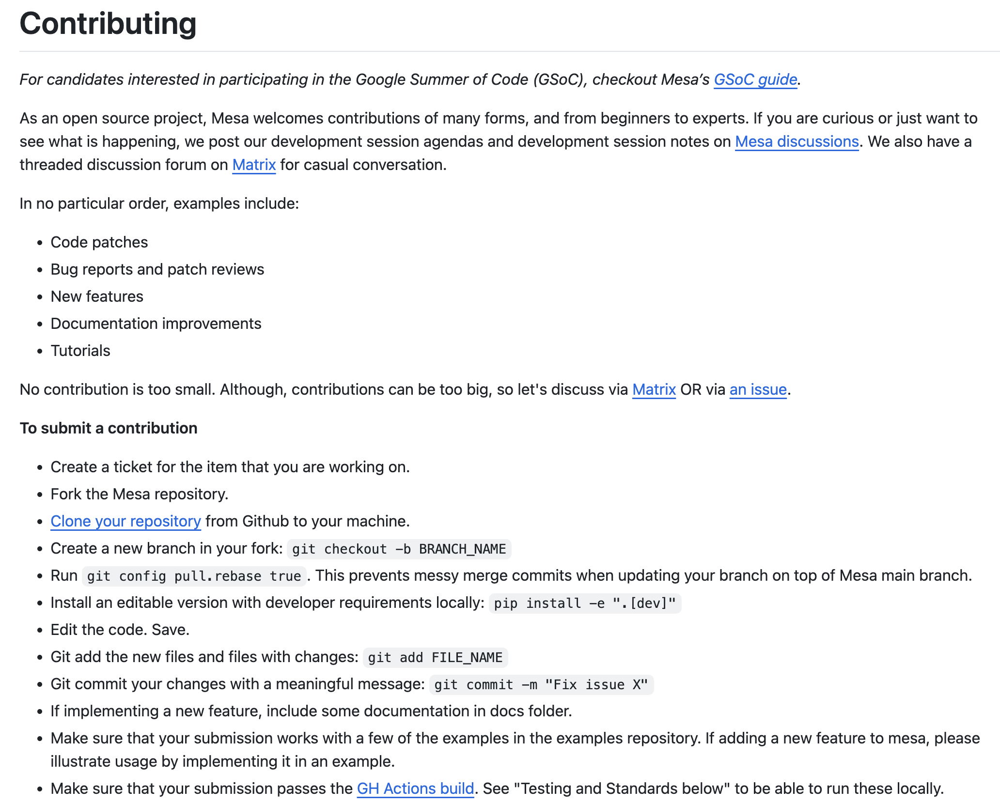 Contributing
For candidates interested in participating in the Google Summer of Code (GSoC), checkout Mesa’s GSoC guide.
As an open source project, Mesa welcomes contributions of many forms, and from beginners to experts. If you are curious or just want to
see what is happening, we post our development session agendas and development session notes on Mesa discussions. We also have a
threaded discussion forum on Matrix for casual conversation.
In no particular order, examples include:
• Code patches
• Bug reports and patch reviews
• New features
• Documentation improvements
• Tutorials
No contribution is too small. Although, contributions can be too big, so let's discuss via Matrix OR via an issue.
To submit a contribution
• Create a ticket for the item that you are working on.
• Fork the Mesa repository.
• Clone your repository from Github to your machine.
• Create a new branch in your fork: git checkout -b BRANCH_NAME
• Run git config pull.rebase true. This prevents messy merge commits when updating your branch on top of Mesa main branch.
• Install an editable version with developer requirements locally: pip install -e ".[dev]"
• Edit the code. Save.
• Git add the new files and files with changes: git add FILE_NAME
• Git commit your changes with a meaningful message: git commit -m "Fix issue X"
• If implementing a new feature, include some documentation in docs folder.
• Make sure that your submission works with a few of the examples in the examples repository. If adding a new feature to mesa, please
illustrate usage by implementing it in an example.
• Make sure that your submission passes the GH Actions build. See "Testing and Standards below" to be able to run these locally.